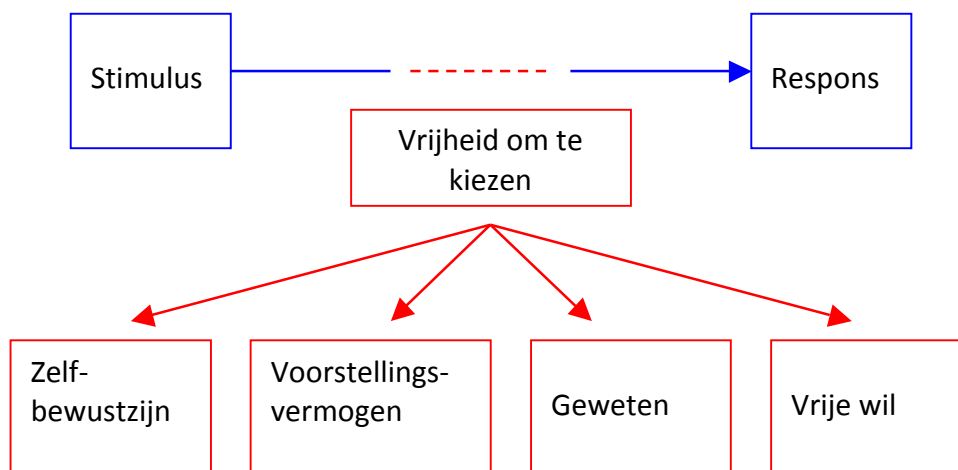 Stimulus
Respons
Vrijheid om te
kiezen
Zelf-
bewustzijn
Voorstellings-
vermogen
Geweten
Vrije wil